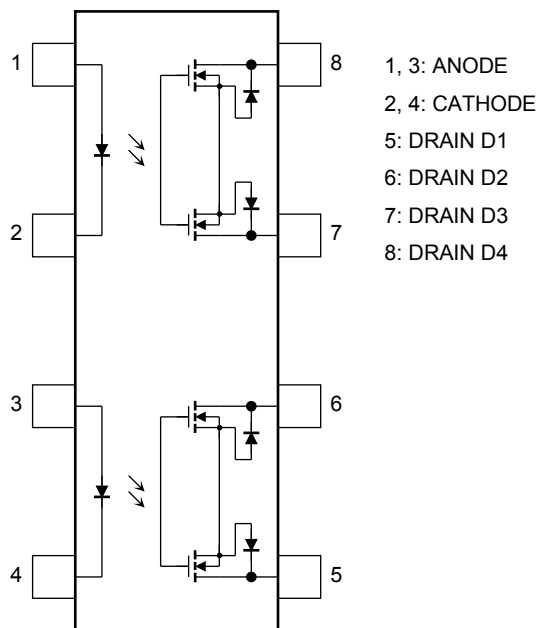 1
2
3
4
8
7
6
5
1, 3: ANODE
2, 4: CATHODE
5: DRAIN D1
6: DRAIN D2
7: DRAIN D3
8: DRAIN D4